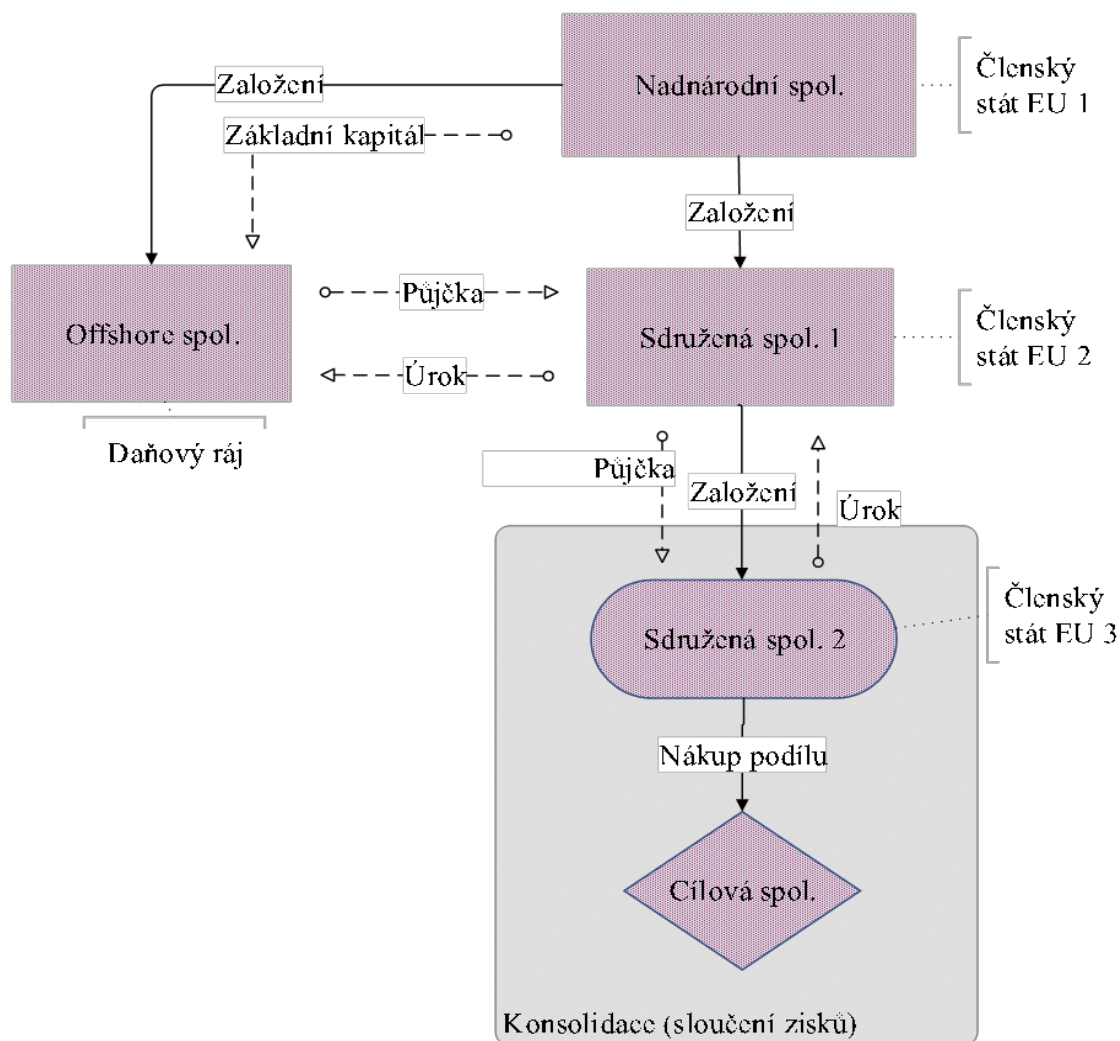 Založení
Nadnárodní spol.
Členský
stát EU 1
Základní kapitál
Založení
Offshore spol.
Půjčka
Sdružená spol. 1
Členský
stát EU 2
Úrok
Daňový ráj
Půjčka
Založení
Úrok
Sdružená spol. 2
Členský
stát EU 3
Nákup podílu
Cílová spol.
Konsolidace (sloučení zisků)